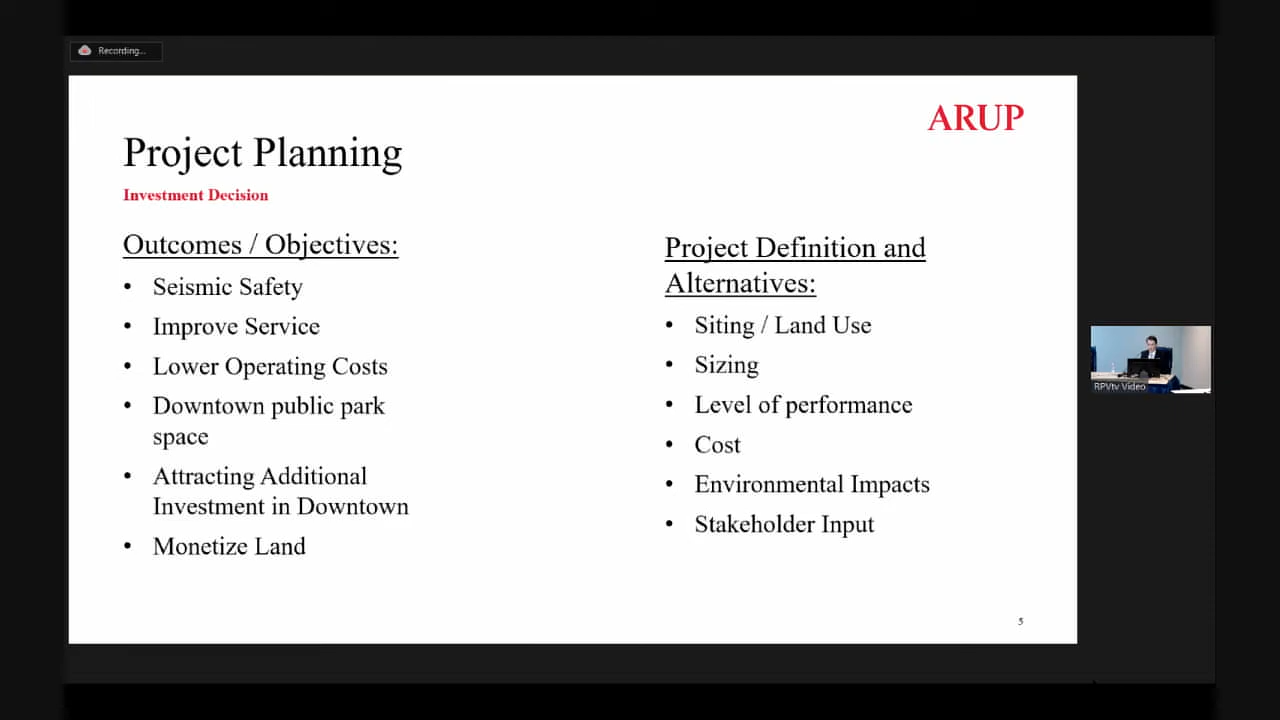 Recording...
ARUP
Project Planning
Investment Decision
Outcomes / Objectives:
• Seismic Safety
• Improve Service
• Lower Operating Costs
• Downtown public park
space
• Attracting Additional
Investment in Downtown
• Monetize Land
Project Definition and
Alternatives:
• Siting / Land Use
• Sizing
• Level of performance
• Cost
• Environmental Impacts
• Stakeholder Input
RPVtv Video
5